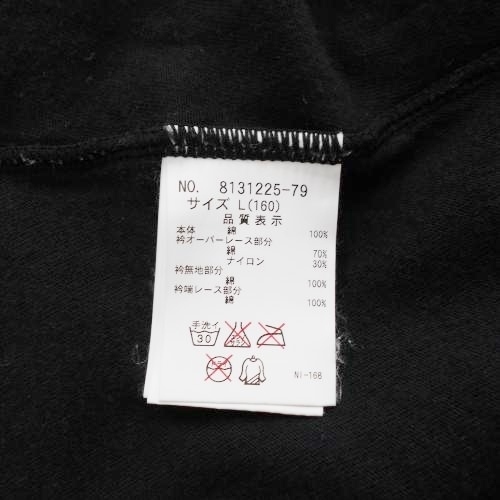 NO. 8131225-79
サイズ L(160)
品質表示
本体 綿 100%
衿オーバーレース部分
綿 70%
ナイロン 30%
衿無地部分
綿 100%
衿端レース部分
綿 100%
手洗イ
30
NI-168